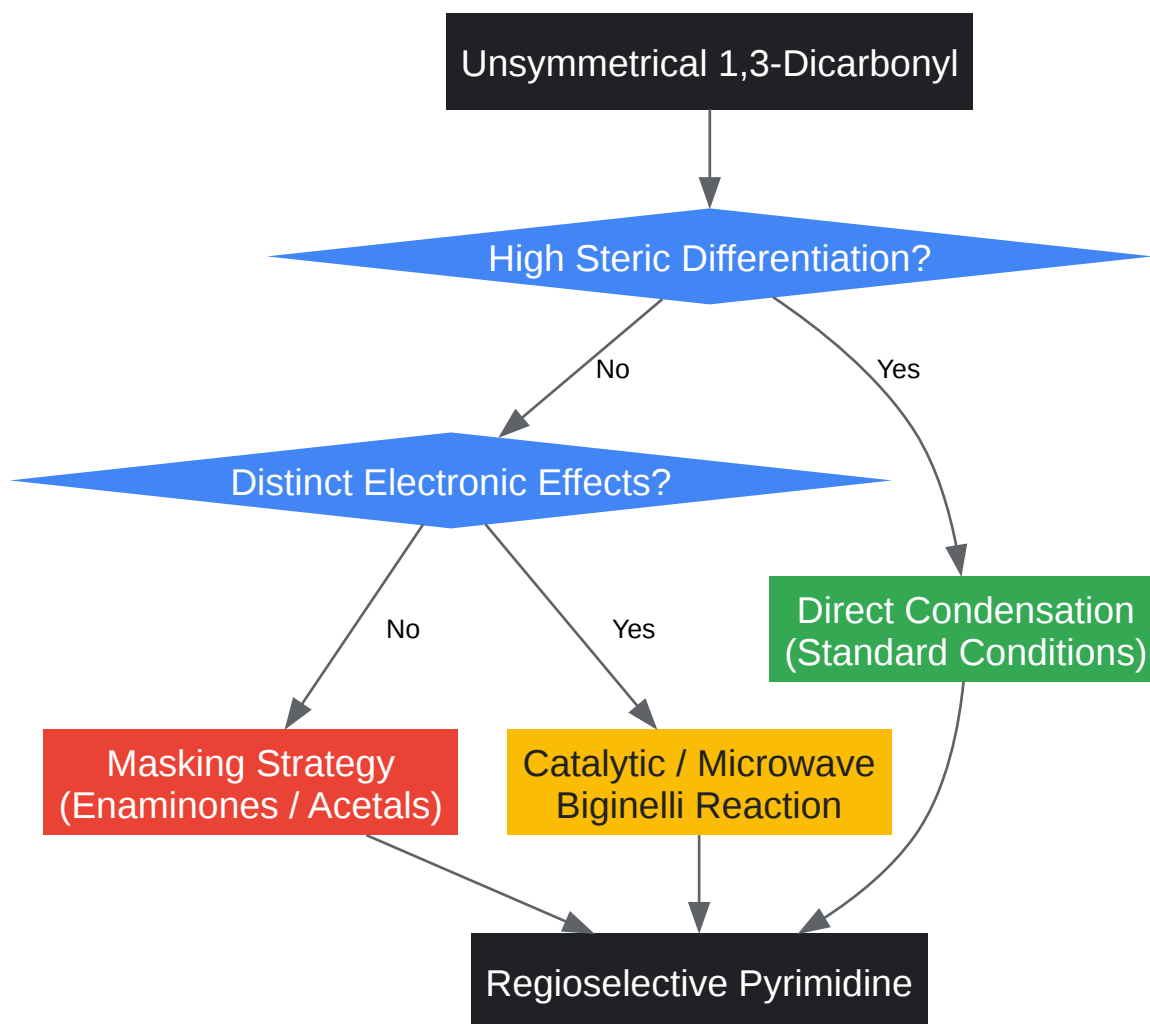 Unsymmetrical 1,3-Dicarbonyl
High Steric Differentiation?
No
Yes
Distinct Electronic Effects?
No
Yes
Direct Condensation
(Standard Conditions)
Masking Strategy
(Enaminones / Acetals)
Catalytic / Microwave
Biginelli Reaction
Regioselective Pyrimidine